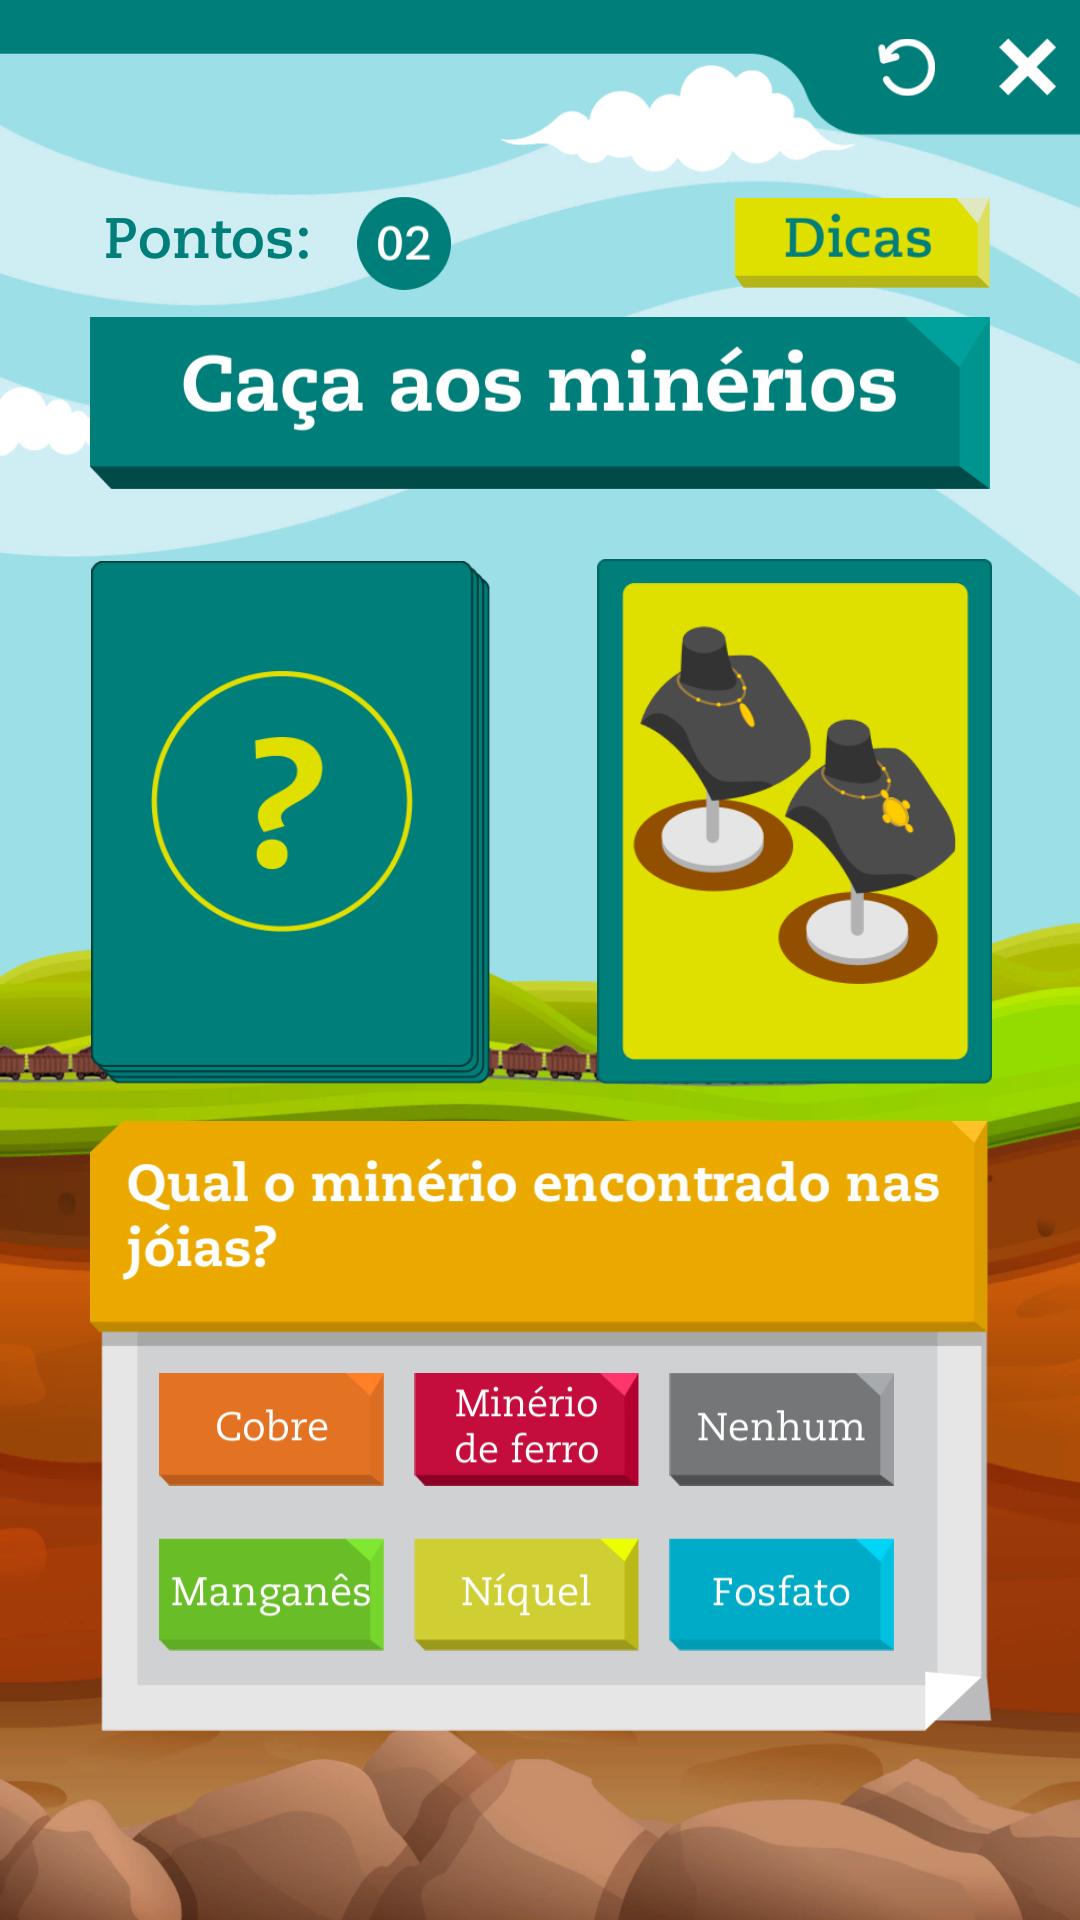 Pontos: 02
Dicas
Caça aos minérios
?
Qual o minério encontrado nas
jóias?
Cobre
Minério
de ferro
Nenhum
Manganês
Níquel
Fosfato